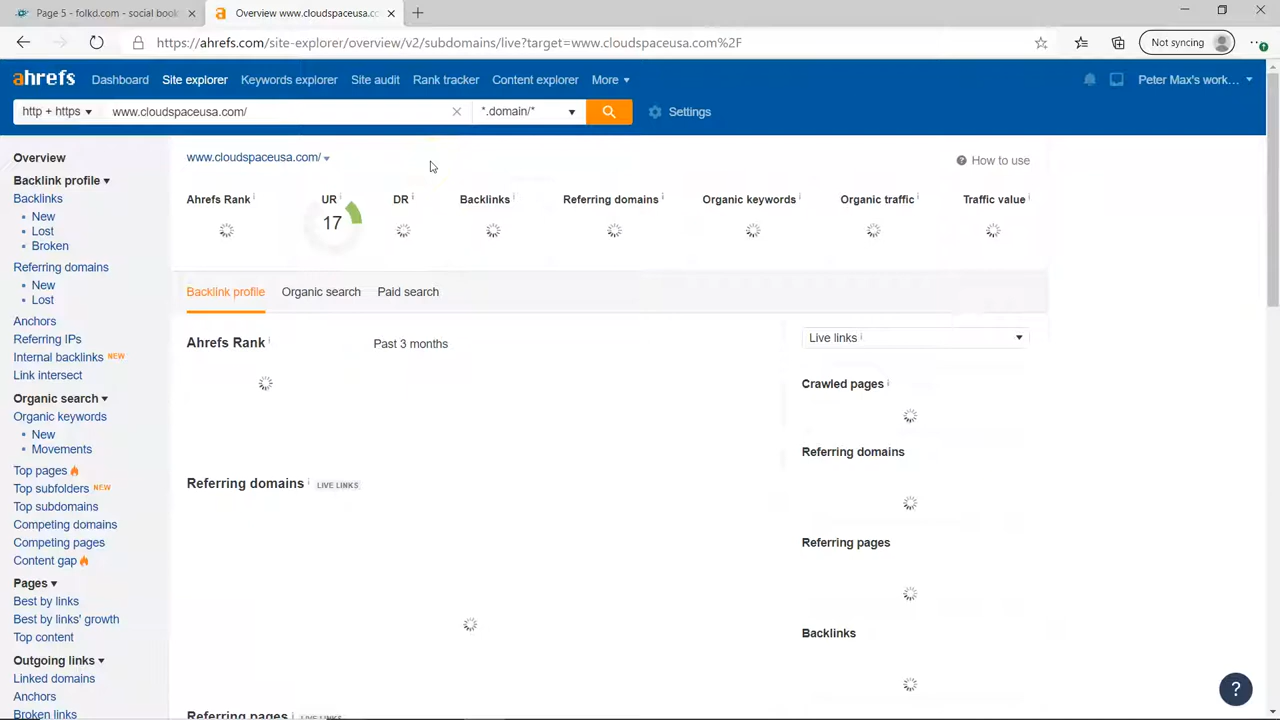 Page 5 - folkd.com - social book
Overview www.cloudspaceusa.co
https://ahrefs.com/site-explorer/overview/v2/subdomains/live?target=www.cloudspaceusa.com%2F
Not syncing
ahrefs Dashboard Site explorer Keywords explorer Site audit Rank tracker Content explorer More Peter Max's work...
http + https www.cloudspaceusa.com/ *.domain/* Settings
www.cloudspaceusa.com/ How to use
Ahrefs Rank UR DR Backlinks Referring domains Organic keywords Organic traffic Traffic value
17
Backlink profile Organic search Paid search
Ahrefs Rank Past 3 months
Referring domains LIVE LINKS
Referring pages LIVE LINKS
Live links
Crawled pages
Referring domains
Referring pages
Backlinks
Overview
Backlink profile
Backlinks
New
Lost
Broken
Referring domains
New
Lost
Anchors
Referring IPs
Internal backlinks NEW
Link intersect
Organic search
Organic keywords
New
Movements
Top pages
Top subfolders NEW
Top subdomains
Competing domains
Competing pages
Content gap
Pages
Best by links
Best by links' growth
Top content
Outgoing links
Linked domains
Anchors
Broken links
?